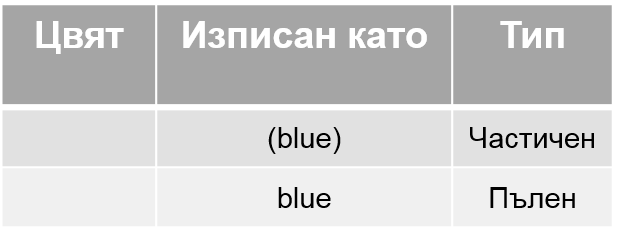 Цвят Изписан като Тип
(blue) Частичен
blue Пълен